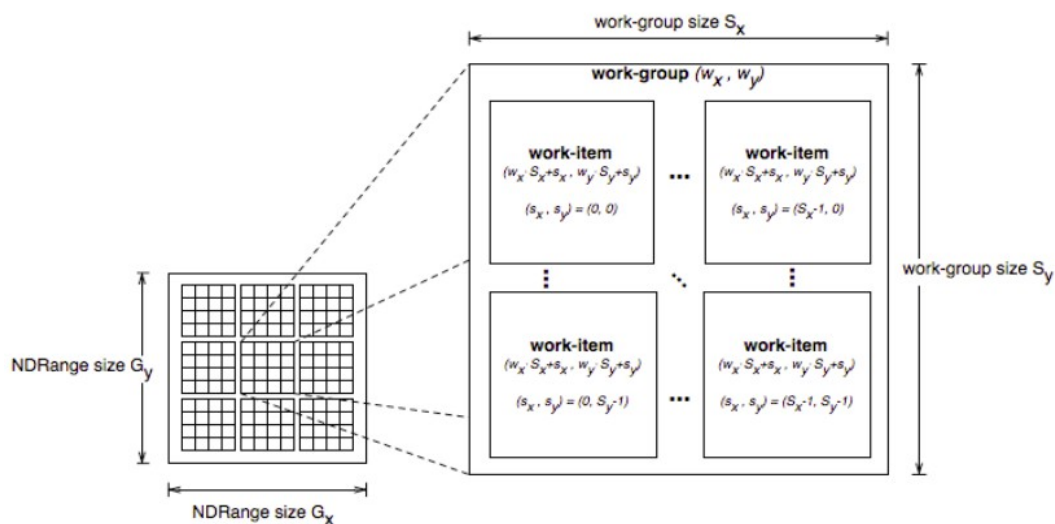 work-group size Sx
work-group (wx , wy)
work-item
(wx· Sx+sx , wy· Sy+sy)
(sx , sy) = (0, 0)
...
work-item
(wx· Sx+sx , wy· Sy+sy)
(sx , sy) = (Sx-1, 0)
work-group size Sy
work-item
(wx· Sx+sx , wy· Sy+sy)
(sx , sy) = (0, Sy-1)
...
work-item
(wx· Sx+sx , wy· Sy+sy)
(sx , sy) = (Sx-1, Sy-1)
NDRange size Gy
NDRange size Gx